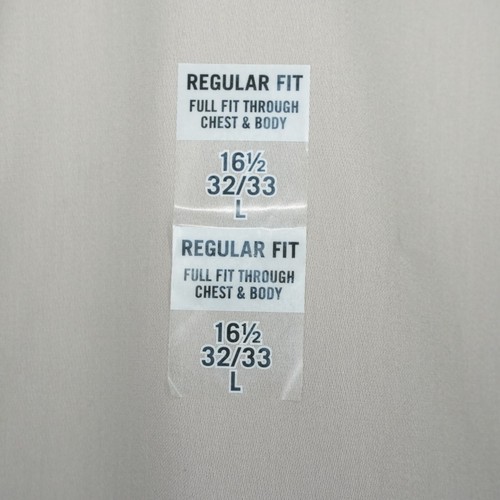 REGULAR FIT
FULL FIT THROUGH
CHEST & BODY
16½
32/33
L
REGULAR FIT
FULL FIT THROUGH
CHEST & BODY
16½
32/33
L